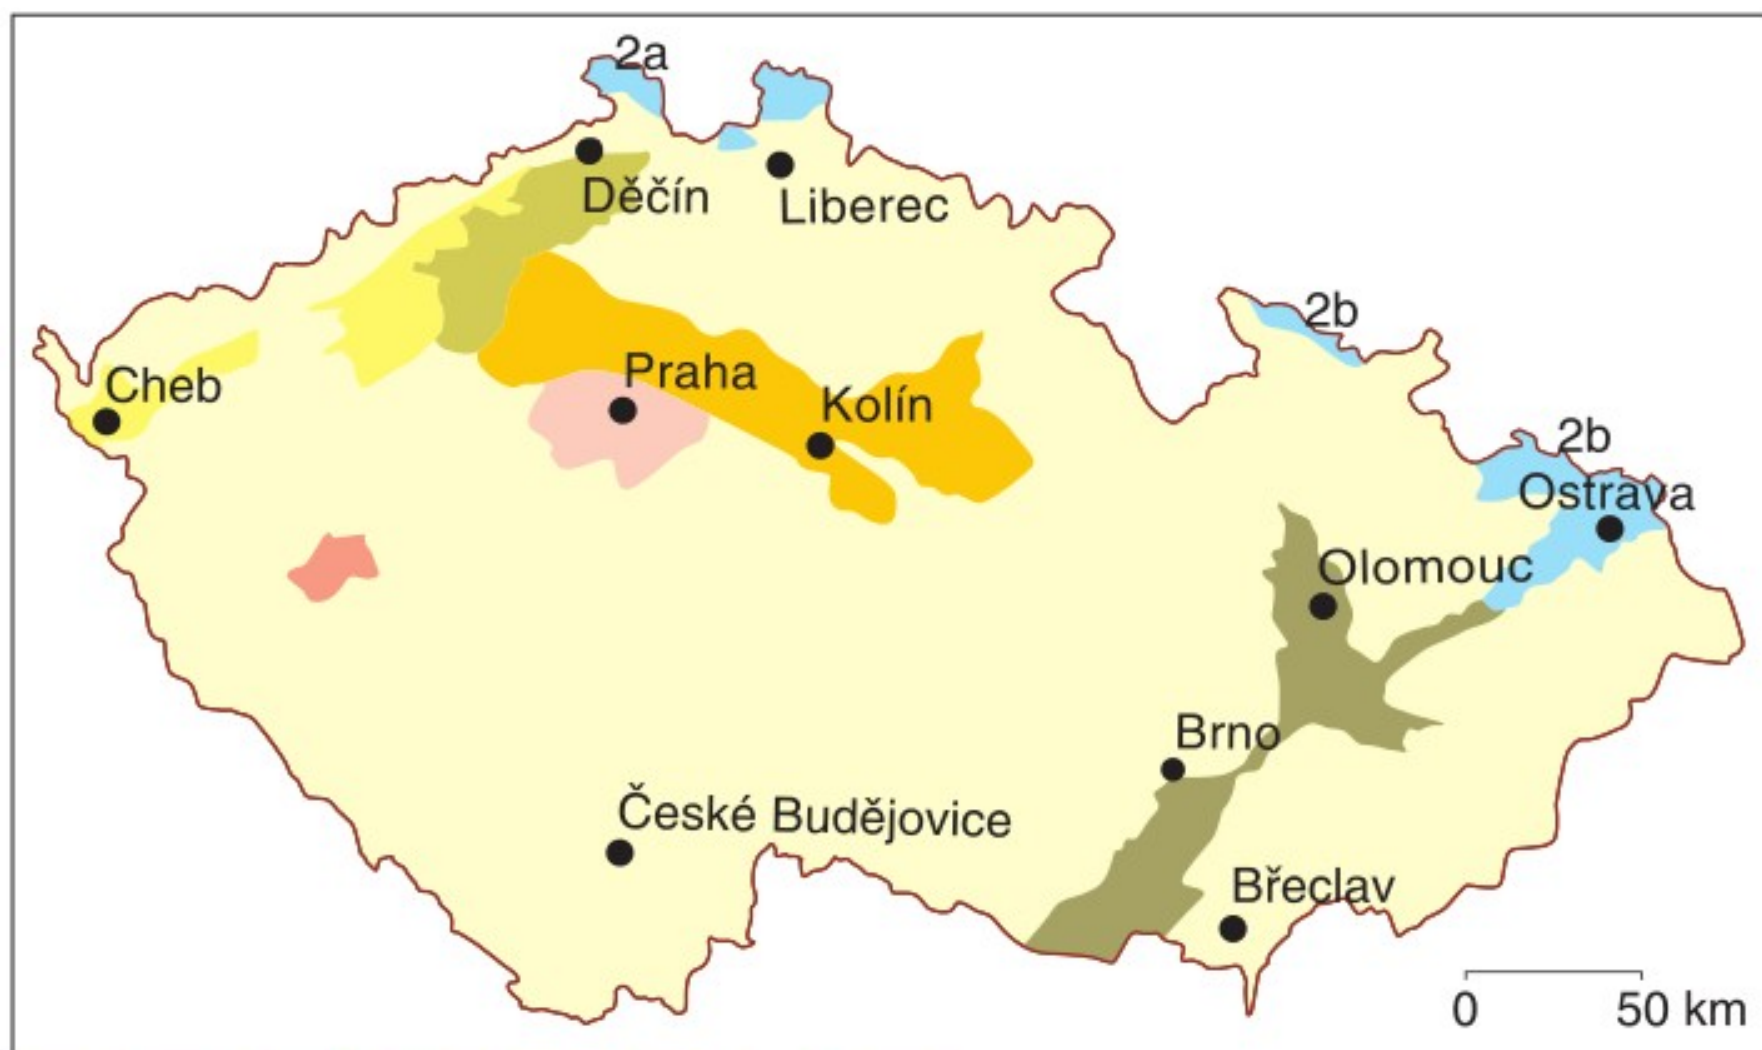 2a
Děčín
Liberec
2b
Cheb
Praha
Kolín
2b
Ostrava
Olomouc
Brno
České Budějovice
Břeclav
0 50 km